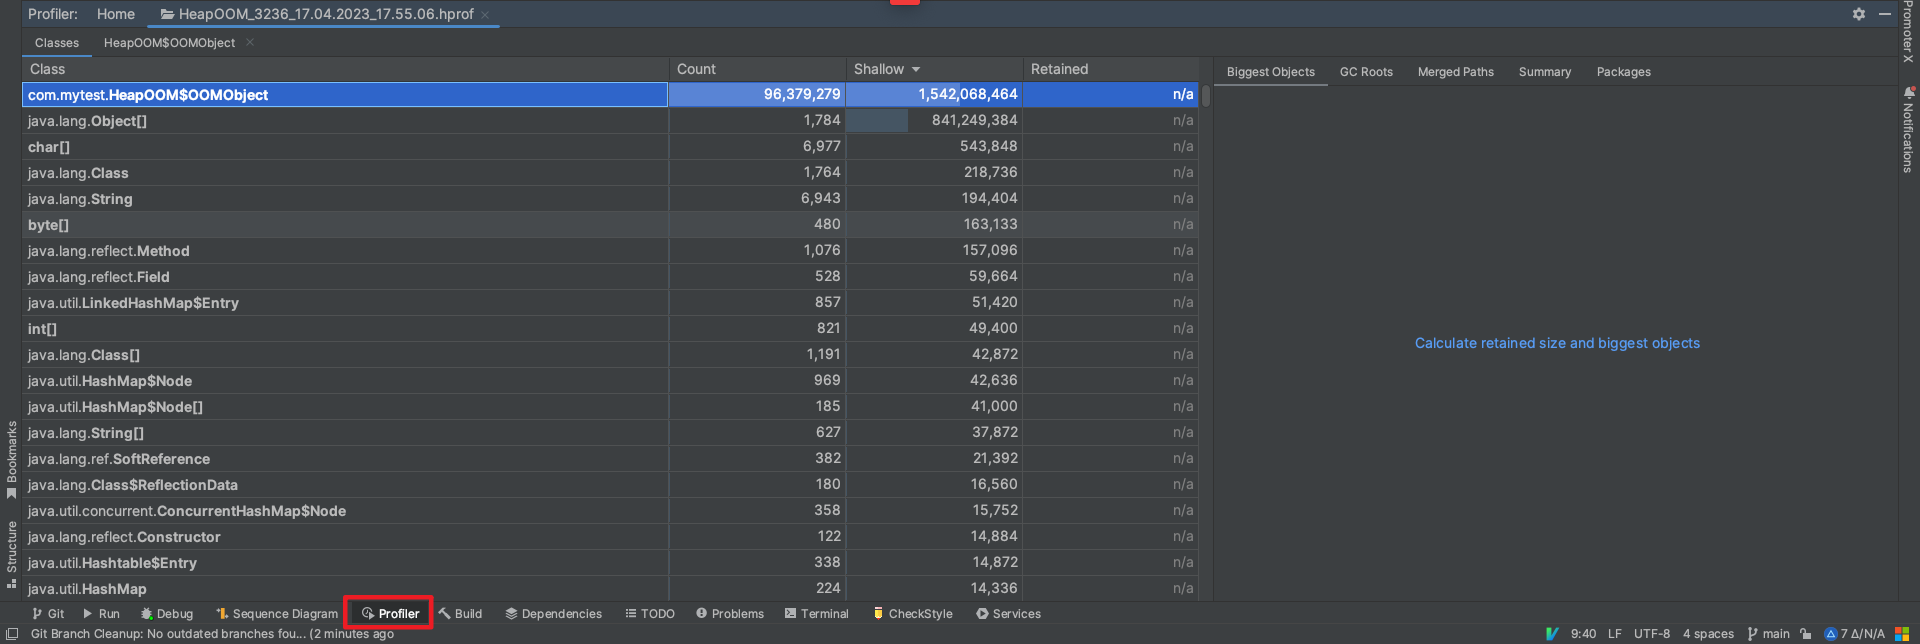 Profiler: Home HeapOOM_3236_17.04.2023_17.55.06.hprof
Classes HeapOOM$OOMObject
Class Count Shallow Retained
com.mytest.HeapOOM$OOMObject 96,379,279 1,542,068,464 n/a
java.lang.Object[] 1,784 841,249,384 n/a
char[] 6,977 543,848 n/a
java.lang.Class 1,764 218,736 n/a
java.lang.String 6,943 194,404 n/a
byte[] 480 163,133 n/a
java.lang.reflect.Method 1,076 157,096 n/a
java.lang.reflect.Field 528 59,664 n/a
java.util.LinkedHashMap$Entry 857 51,420 n/a
int[] 821 49,400 n/a
java.lang.Class[] 1,191 42,872 n/a
java.util.HashMap$Node 969 42,636 n/a
java.util.HashMap$Node[] 185 41,000 n/a
java.lang.String[] 627 37,872 n/a
java.lang.ref.SoftReference 382 21,392 n/a
java.lang.Class$ReflectionData 180 16,560 n/a
java.util.concurrent.ConcurrentHashMap$Node 358 15,752 n/a
java.lang.reflect.Constructor 122 14,884 n/a
java.util.Hashtable$Entry 338 14,872 n/a
java.util.HashMap 224 14,336 n/a
Biggest Objects GC Roots Merged Paths Summary Packages
Calculate retained size and biggest objects
Promoter X
Notifications
Bookmarks
Structure
Git Run Debug Sequence Diagram Profiler Build Dependencies TODO Problems Terminal CheckStyle Services
Git Branch Cleanup: No outdated branches fou... (2 minutes ago 9:40 LF UTF-8 4 spaces main 7 Δ/N/A